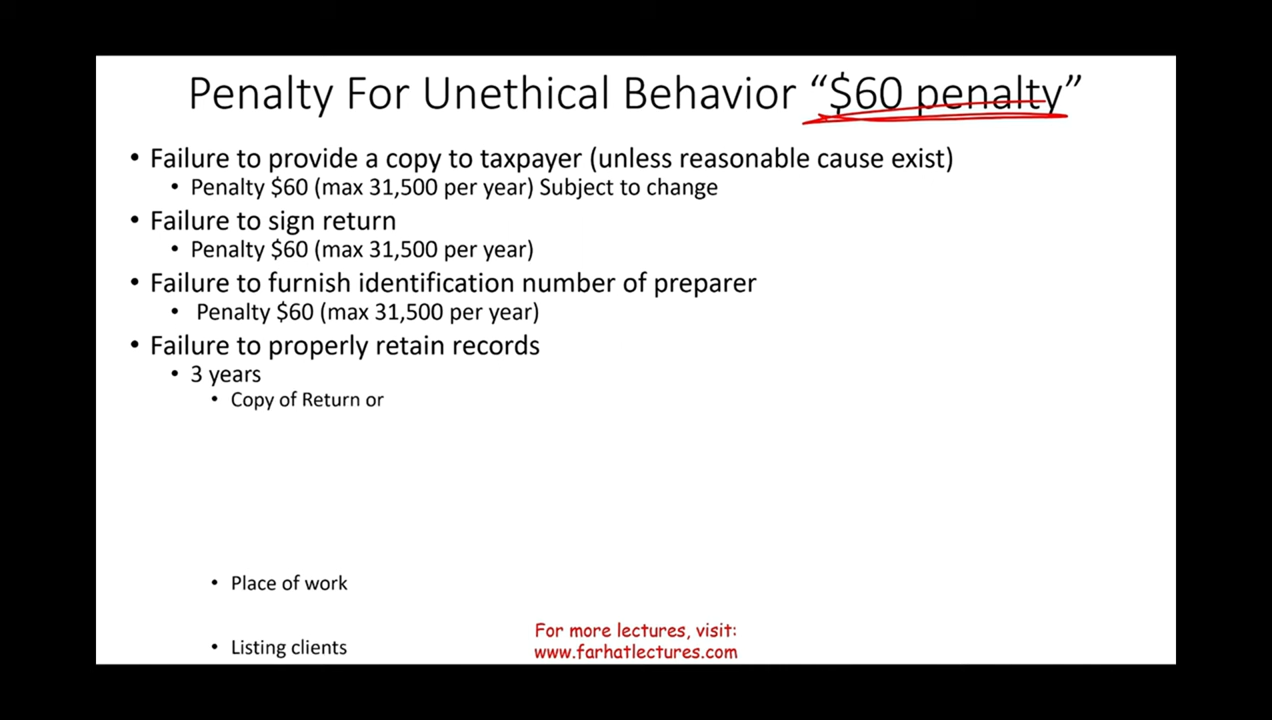 Penalty For Unethical Behavior “$60 penalty”
• Failure to provide a copy to taxpayer (unless reasonable cause exist)
• Penalty $60 (max 31,500 per year) Subject to change
• Failure to sign return
• Penalty $60 (max 31,500 per year)
• Failure to furnish identification number of preparer
• Penalty $60 (max 31,500 per year)
• Failure to properly retain records
• 3 years
• Copy of Return or
• Place of work
• Listing clients
For more lectures, visit:
www.farhatlectures.com